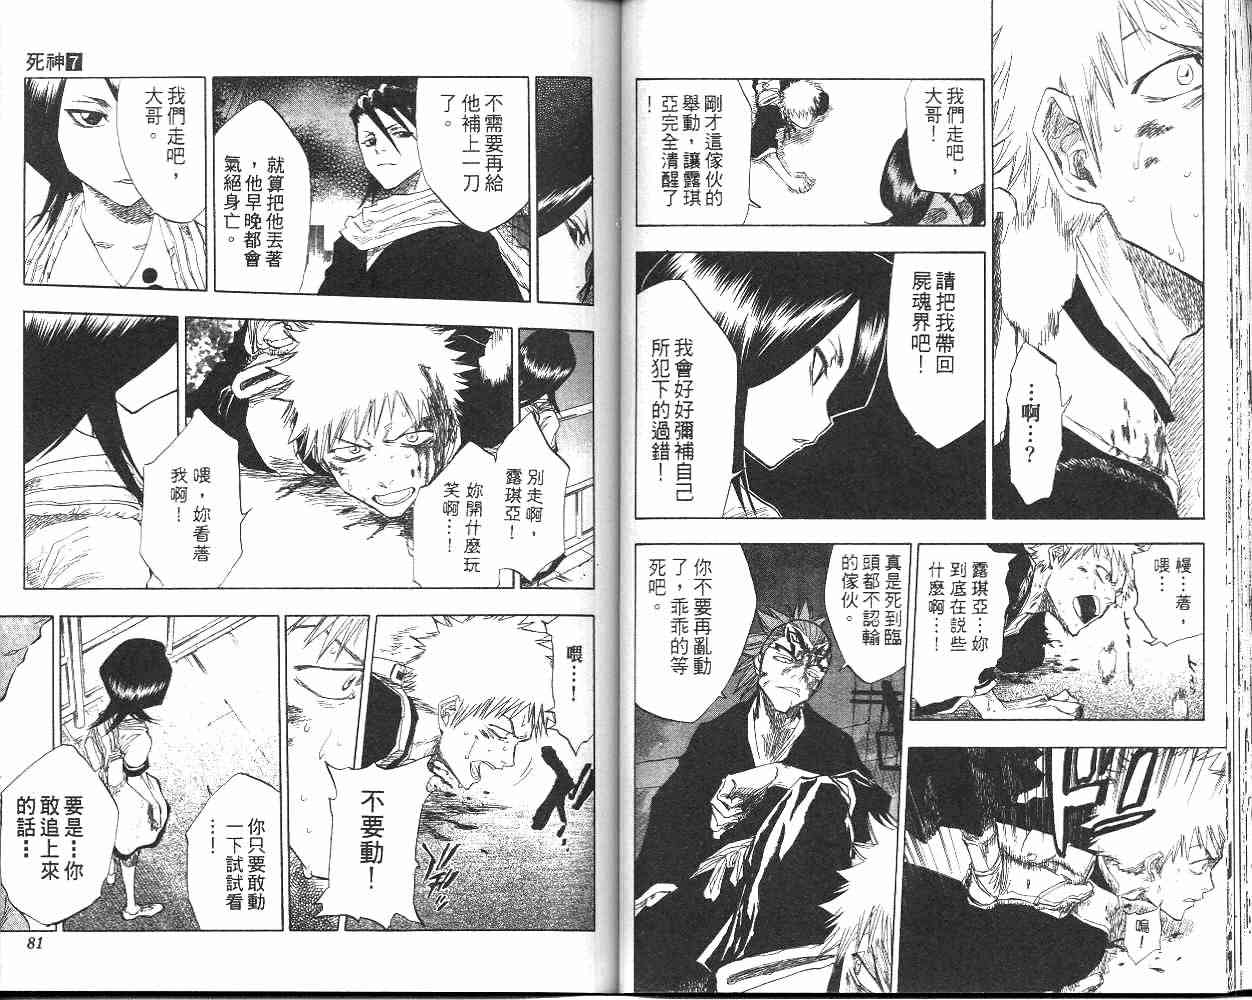 …啊…?
我們走吧，
大哥！
剛才這傢伙的
舉動，讓露琪
亞完全清醒了
！
請把我帶回
屍魂界吧！
我會好好彌補自己
所犯下的過錯！
慢…著，
喂…
露琪亞…妳
到底在說些
什麼啊…！
真是死到臨
頭都不認輸
的傢伙。
你不要再亂動
了，乖乖的等
死吧。
嗚！
死神7
不需要再給
他補上一刀
了。
就算把他丟著
，他早晚都會
氣絕身亡。
我們走吧，
大哥。
別走啊，
露琪亞！
妳開什麼玩
笑啊…！
喂，妳看著
我啊！
喂…！
不要動！
你只要敢動
一下試試看
…！
要是…你
敢追上來
的話…
81